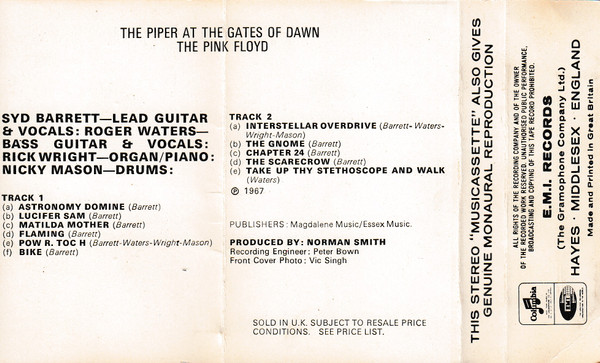 THE PIPER AT THE GATES OF DAWN
THE PINK FLOYD
SYD BARRETT—LEAD GUITAR
& VOCALS: ROGER WATERS—
BASS GUITAR & VOCALS:
RICK WRIGHT—ORGAN/PIANO:
NICKY MASON—DRUMS:
TRACK 1
(a) ASTRONOMY DOMINE (Barrett)
(b) LUCIFER SAM (Barrett)
(c) MATILDA MOTHER (Barrett)
(d) FLAMING (Barrett)
(e) POW R. TOC H (Barrett-Waters-Wright-Mason)
(f) BIKE (Barrett)
TRACK 2
(a) INTERSTELLAR OVERDRIVE (Barrett-Waters-
Wright-Mason)
(b) THE GNOME (Barrett)
(c) CHAPTER 24 (Barrett)
(d) THE SCARECROW (Barrett)
(e) TAKE UP THY STETHOSCOPE AND WALK
(Waters)
℗ 1967
PUBLISHERS: Magdalene Music/Essex Music.
PRODUCED BY: NORMAN SMITH
Recording Engineer: Peter Bown
Front Cover Photo: Vic Singh
SOLD IN U.K. SUBJECT TO RESALE PRICE
CONDITIONS. SEE PRICE LIST.
THIS STEREO "MUSICASSETTE" ALSO GIVES
GENUINE MONAURAL REPRODUCTION
ALL RIGHTS OF THE RECORDING COMPANY AND OF THE OWNER
OF THE RECORDED WORK RESERVED. UNAUTHORISED PUBLIC PERFORMANCE,
BROADCASTING AND COPYING OF THIS TAPE RECORD PROHIBITED.
E.M.I. RECORDS
(The Gramophone Company Ltd.)
HAYES · MIDDLESEX · ENGLAND
Made and Printed in Great Britain
Columbia
EMI